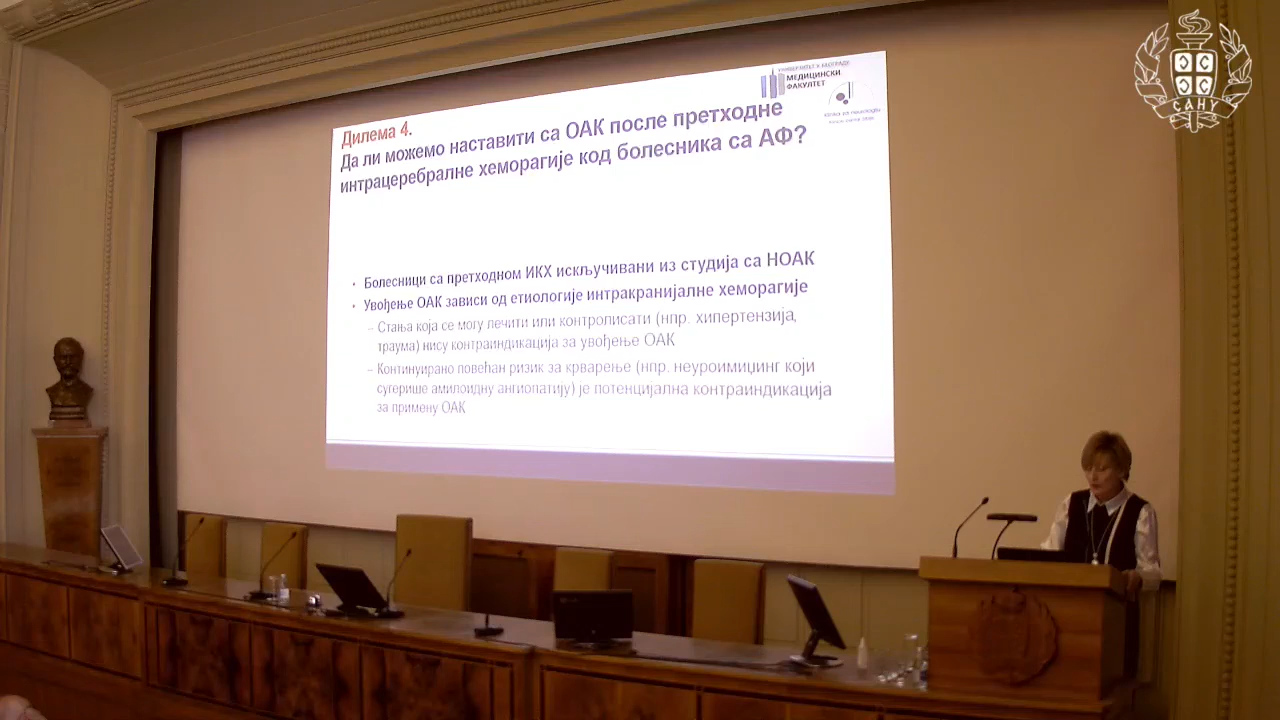 УНИВЕРЗИТЕТ У БЕОГРАДУ
МЕДИЦИНСКИ
ФАКУЛТЕТ
Дилема 4.
Да ли можемо наставити са ОАК после претходне
интрацеребралне хеморагије код болесника са АФ?
• Болесници са претходном ИКХ искључивани из студија са НОАК
• Увођење ОАК зависи од етиологије интракранијалне хеморагије
– Стања која се могу лечити или контролисати (нпр. хипертензија,
траума) нису контраиндикација за увођење ОАК
– Континуирано повећан ризик за крварење (нпр. неуроимиџинг који
сугерише амилоидну ангиопатију) је потенцијална контраиндикација
за примену ОАК
САНУ